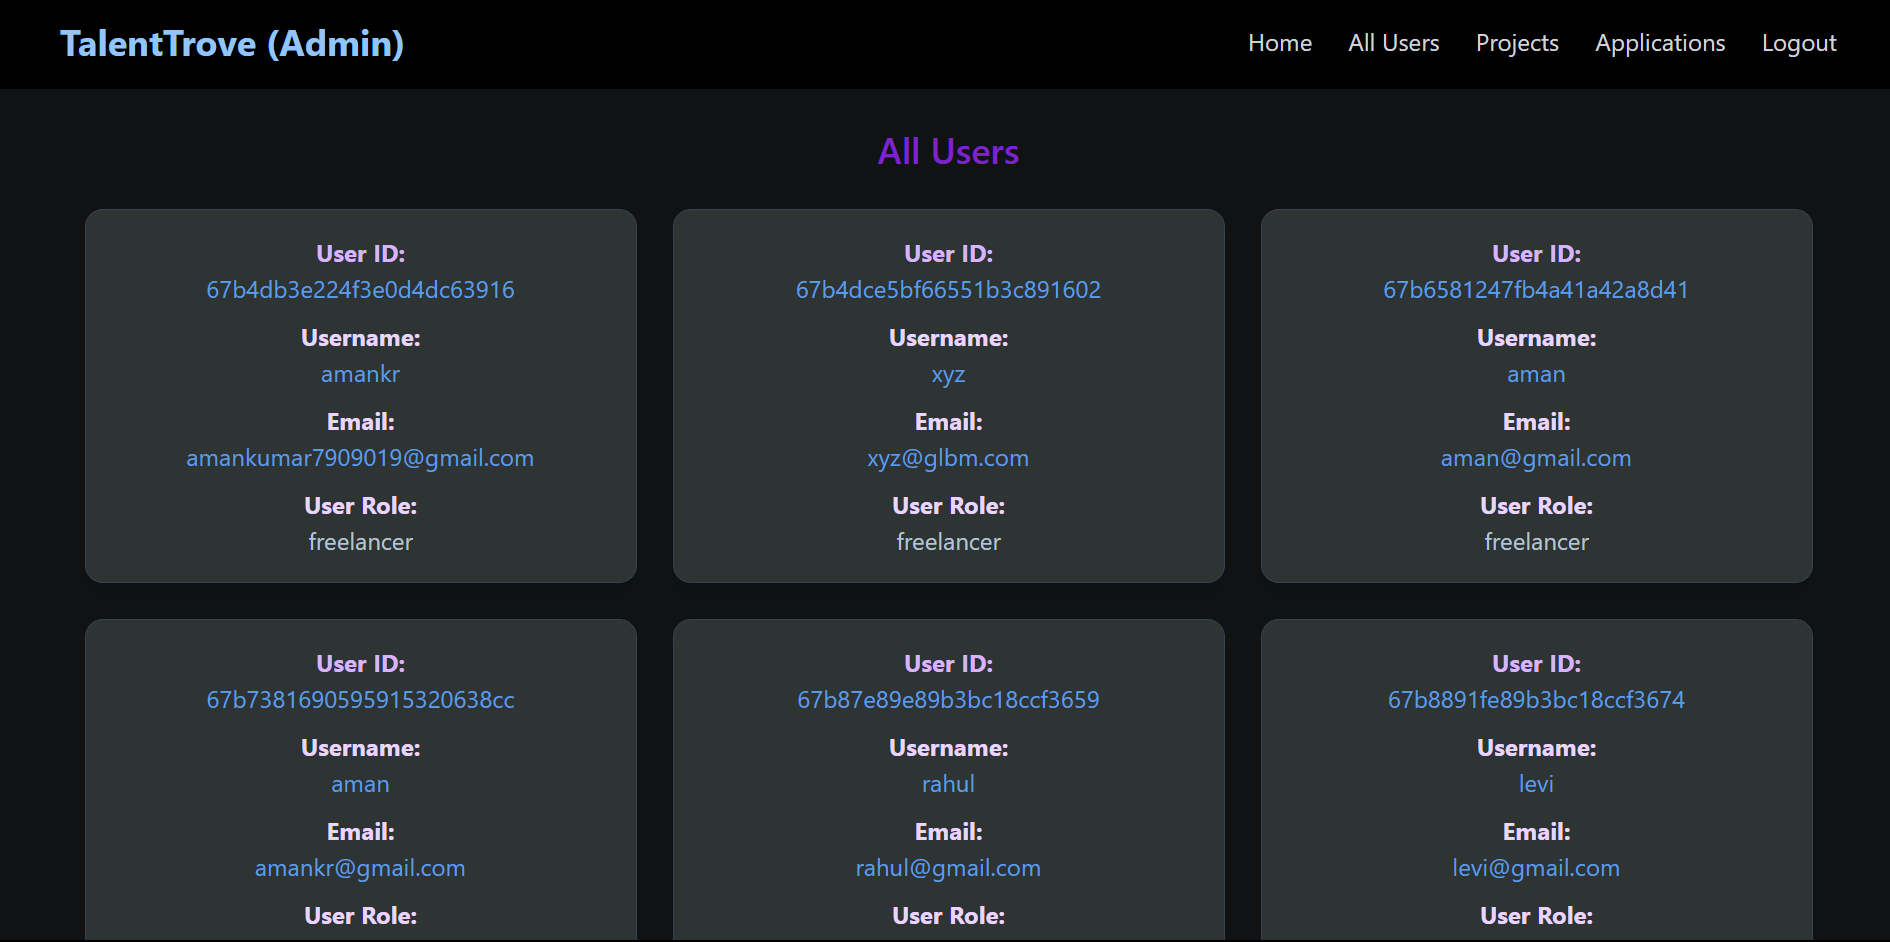 TalentTrove (Admin)
Home All Users Projects Applications Logout
All Users
User ID:
67b4db3e224f3e0d4dc63916
Username:
amankr
Email:
amankumar7909019@gmail.com
User Role:
freelancer
User ID:
67b4dce5bf66551b3c891602
Username:
xyz
Email:
xyz@glbm.com
User Role:
freelancer
User ID:
67b6581247fb4a41a42a8d41
Username:
aman
Email:
aman@gmail.com
User Role:
freelancer
User ID:
67b7381690595915320638cc
Username:
aman
Email:
amankr@gmail.com
User Role:
User ID:
67b87e89e89b3bc18ccf3659
Username:
rahul
Email:
rahul@gmail.com
User Role:
User ID:
67b8891fe89b3bc18ccf3674
Username:
levi
Email:
levi@gmail.com
User Role: